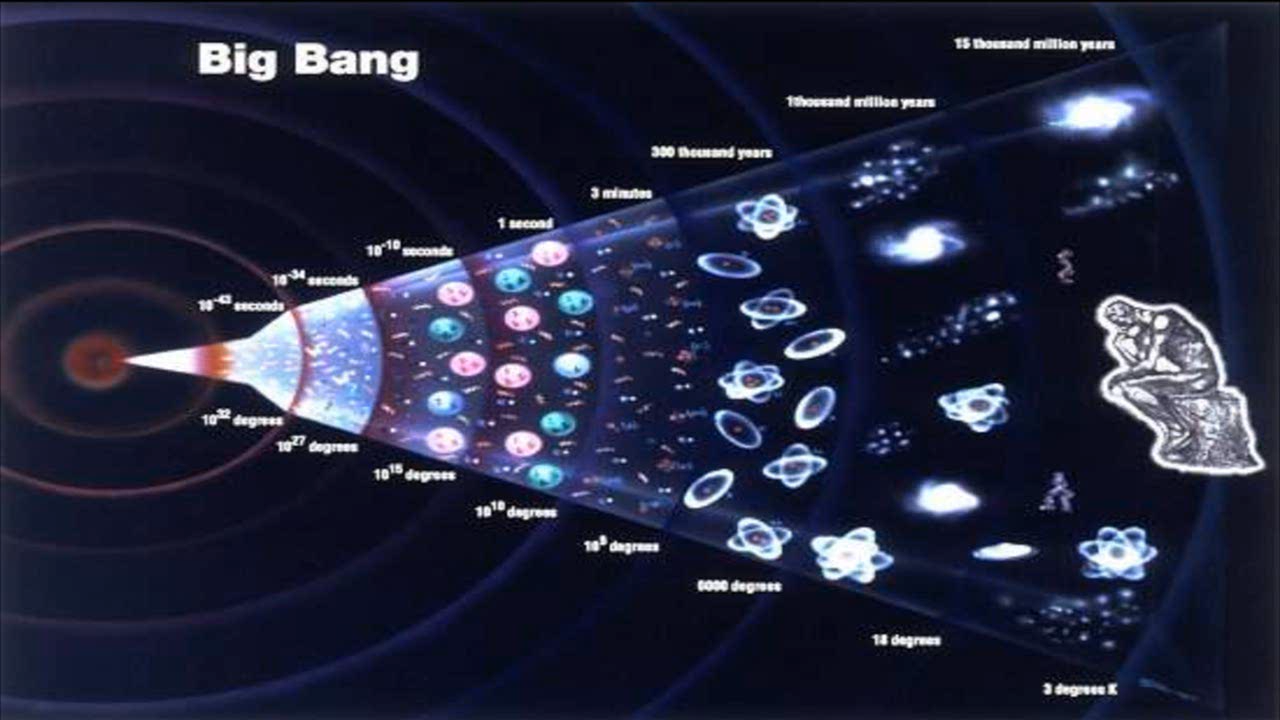 Big Bang
15 thousand million years
1thousand million years
300 thousand years
3 minutes
1 second
10⁻¹⁰ seconds
10⁻³⁴ seconds
10⁻⁴³ seconds
10³² degrees
10²⁷ degrees
10¹⁵ degrees
10¹⁰ degrees
10⁹ degrees
6000 degrees
18 degrees
3 degrees K